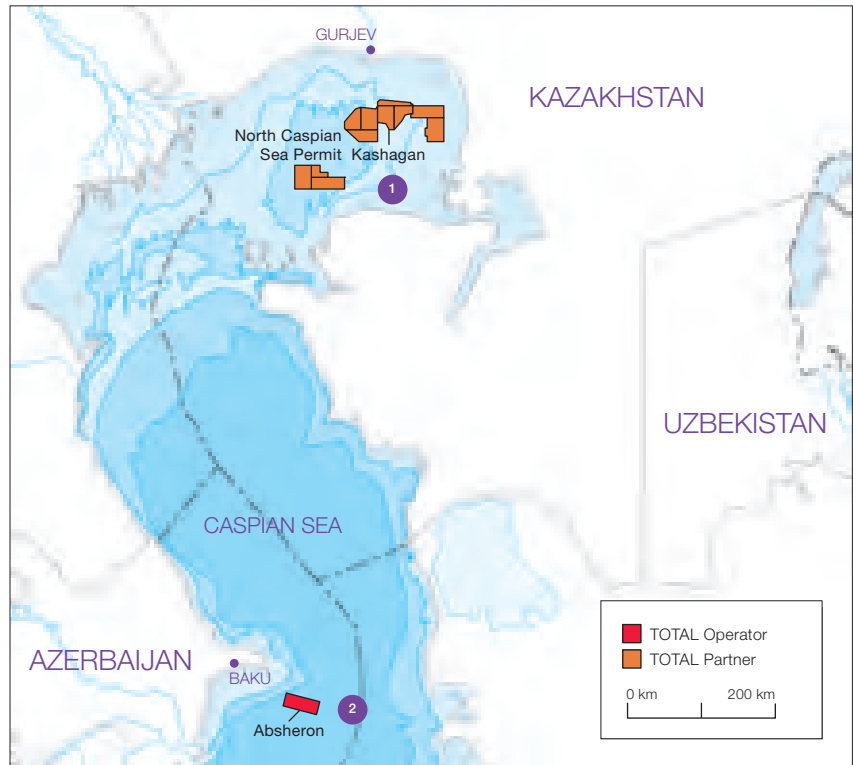 GURJEV
KAZAKHSTAN
North Caspian
Sea Permit
Kashagan
1
UZBEKISTAN
CASPIAN SEA
AZERBAIJAN
BAKU
2
Absheron
TOTAL Operator
TOTAL Partner
0 km 200 km